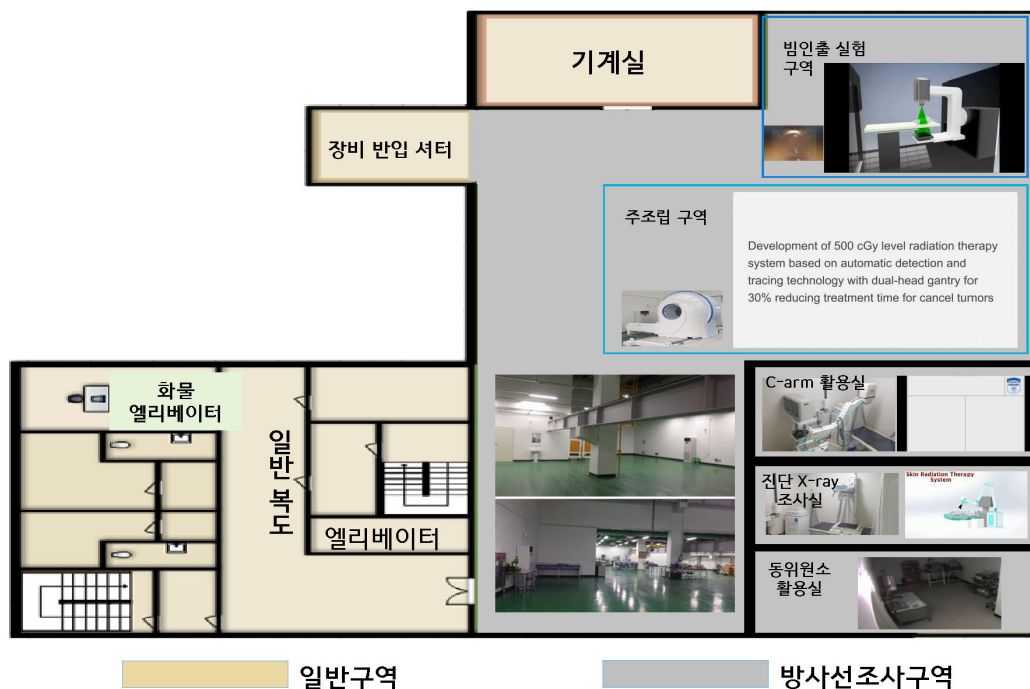 기계실
빔인출 실험
구역
장비 반입 셔터
주조립 구역
Development of 500 cGy level radiation therapy
system based on automatic detection and
tracing technology with dual-head gantry for
30% reducing treatment time for cancel tumors
화물
엘리베이터
일반 복도
엘리베이터
C-arm 활용실
진단 X-ray
조사실
Skin Radiation Therapy
System
동위원소
활용실
일반구역
방사선조사구역